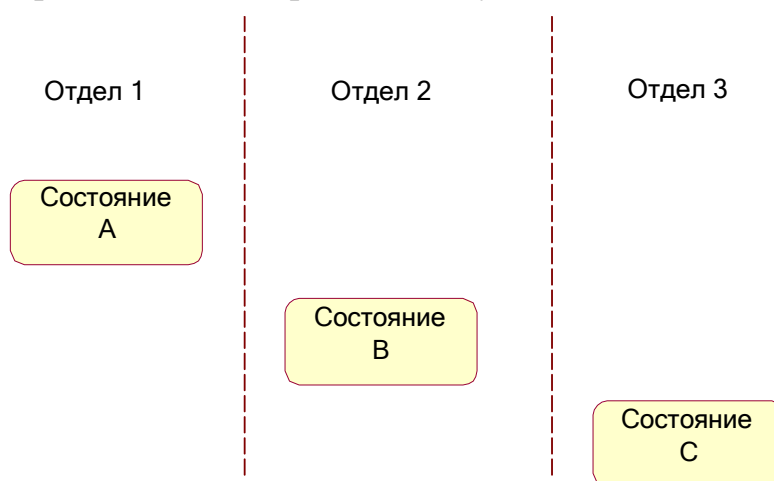 Отдел 1
Отдел 2
Отдел 3
Состояние
А
Состояние
В
Состояние
С